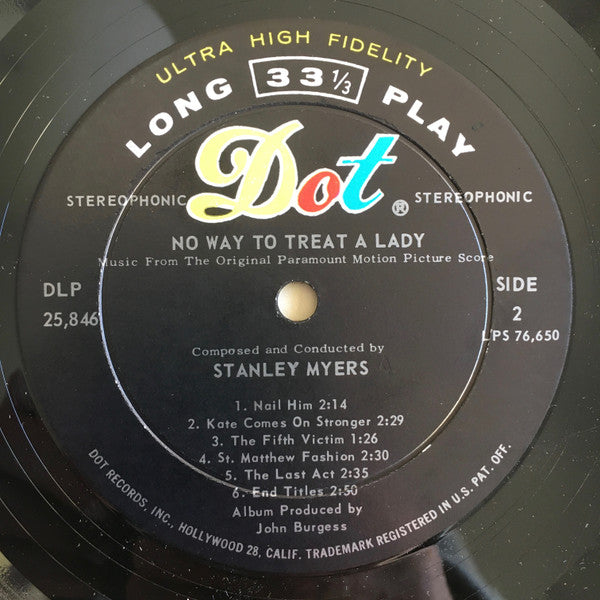 ULTRA HIGH FIDELITY
LONG 33 1/3 PLAY
Dot ®
STEREOPHONIC STEREOPHONIC
NO WAY TO TREAT A LADY
Music From The Original Paramount Motion Picture Score
DLP
25,846
SIDE
2
LPS 76,650
Composed and Conducted by
STANLEY MYERS
1. Nail Him 2:14
2. Kate Comes On Stronger 2:29
3. The Fifth Victim 1:26
4. St. Matthew Fashion 2:30
5. The Last Act 2:35
6. End Titles 2:50
Album Produced by
John Burgess
DOT RECORDS, INC., HOLLYWOOD 28, CALIF. TRADEMARK REGISTERED IN U.S. PAT. OFF.